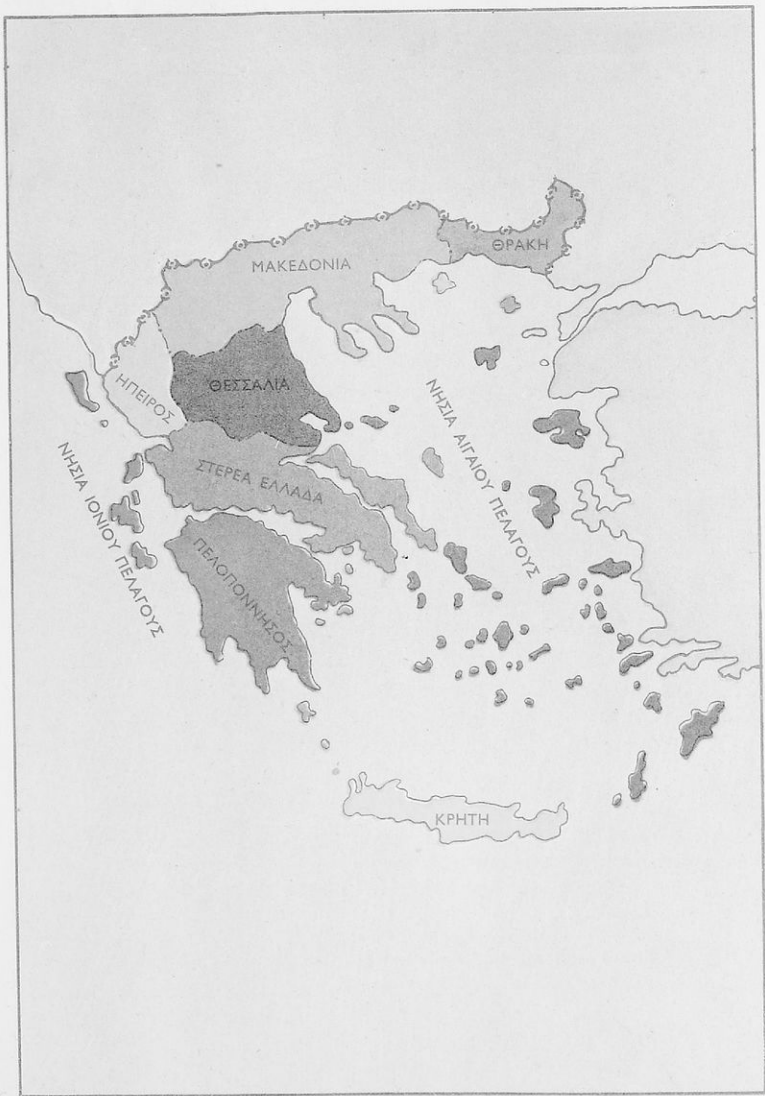 ΘΡΑΚΗ
ΜΑΚΕΔΟΝΙΑ
ΗΠΕΙΡΟΣ
ΘΕΣΣΑΛΙΑ
ΝΗΣΙΑ ΑΙΓΑΙΟΥ ΠΕΛΑΓΟΥΣ
ΝΗΣΙΑ ΙΟΝΙΟΥ ΠΕΛΑΓΟΥΣ
ΣΤΕΡΕΑ ΕΛΛΑΔΑ
ΠΕΛΟΠΟΝΝΗΣΟΣ
ΚΡΗΤΗ